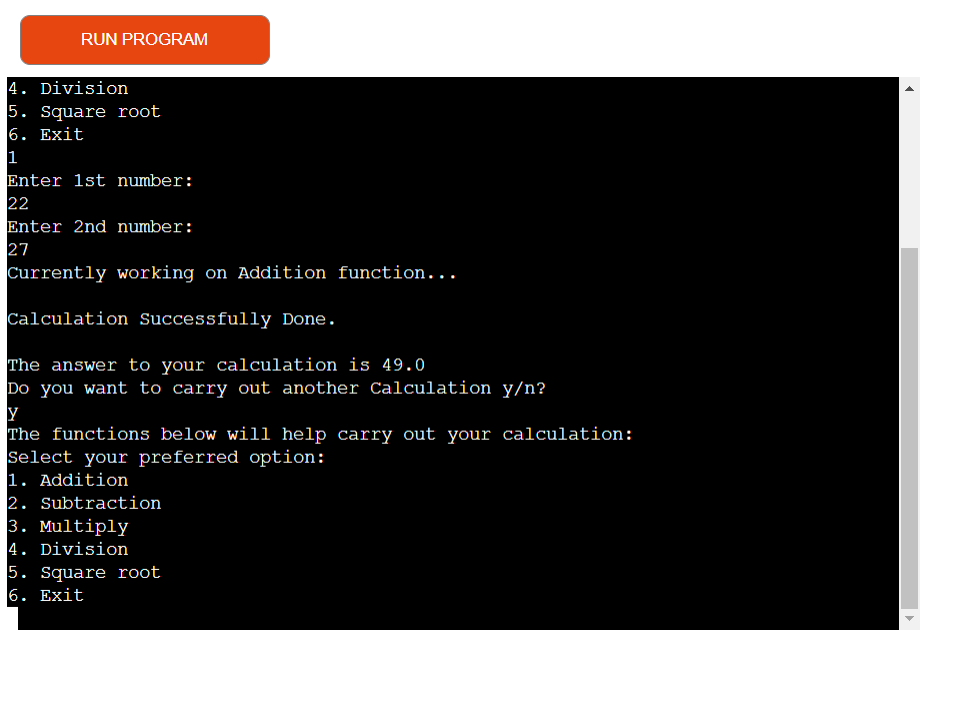 RUN PROGRAM
4. Division
5. Square root
6. Exit
1
Enter 1st number:
22
Enter 2nd number:
27
Currently working on Addition function...
Calculation Successfully Done.
The answer to your calculation is 49.0
Do you want to carry out another Calculation y/n?
y
The functions below will help carry out your calculation:
Select your preferred option:
1. Addition
2. Subtraction
3. Multiply
4. Division
5. Square root
6. Exit